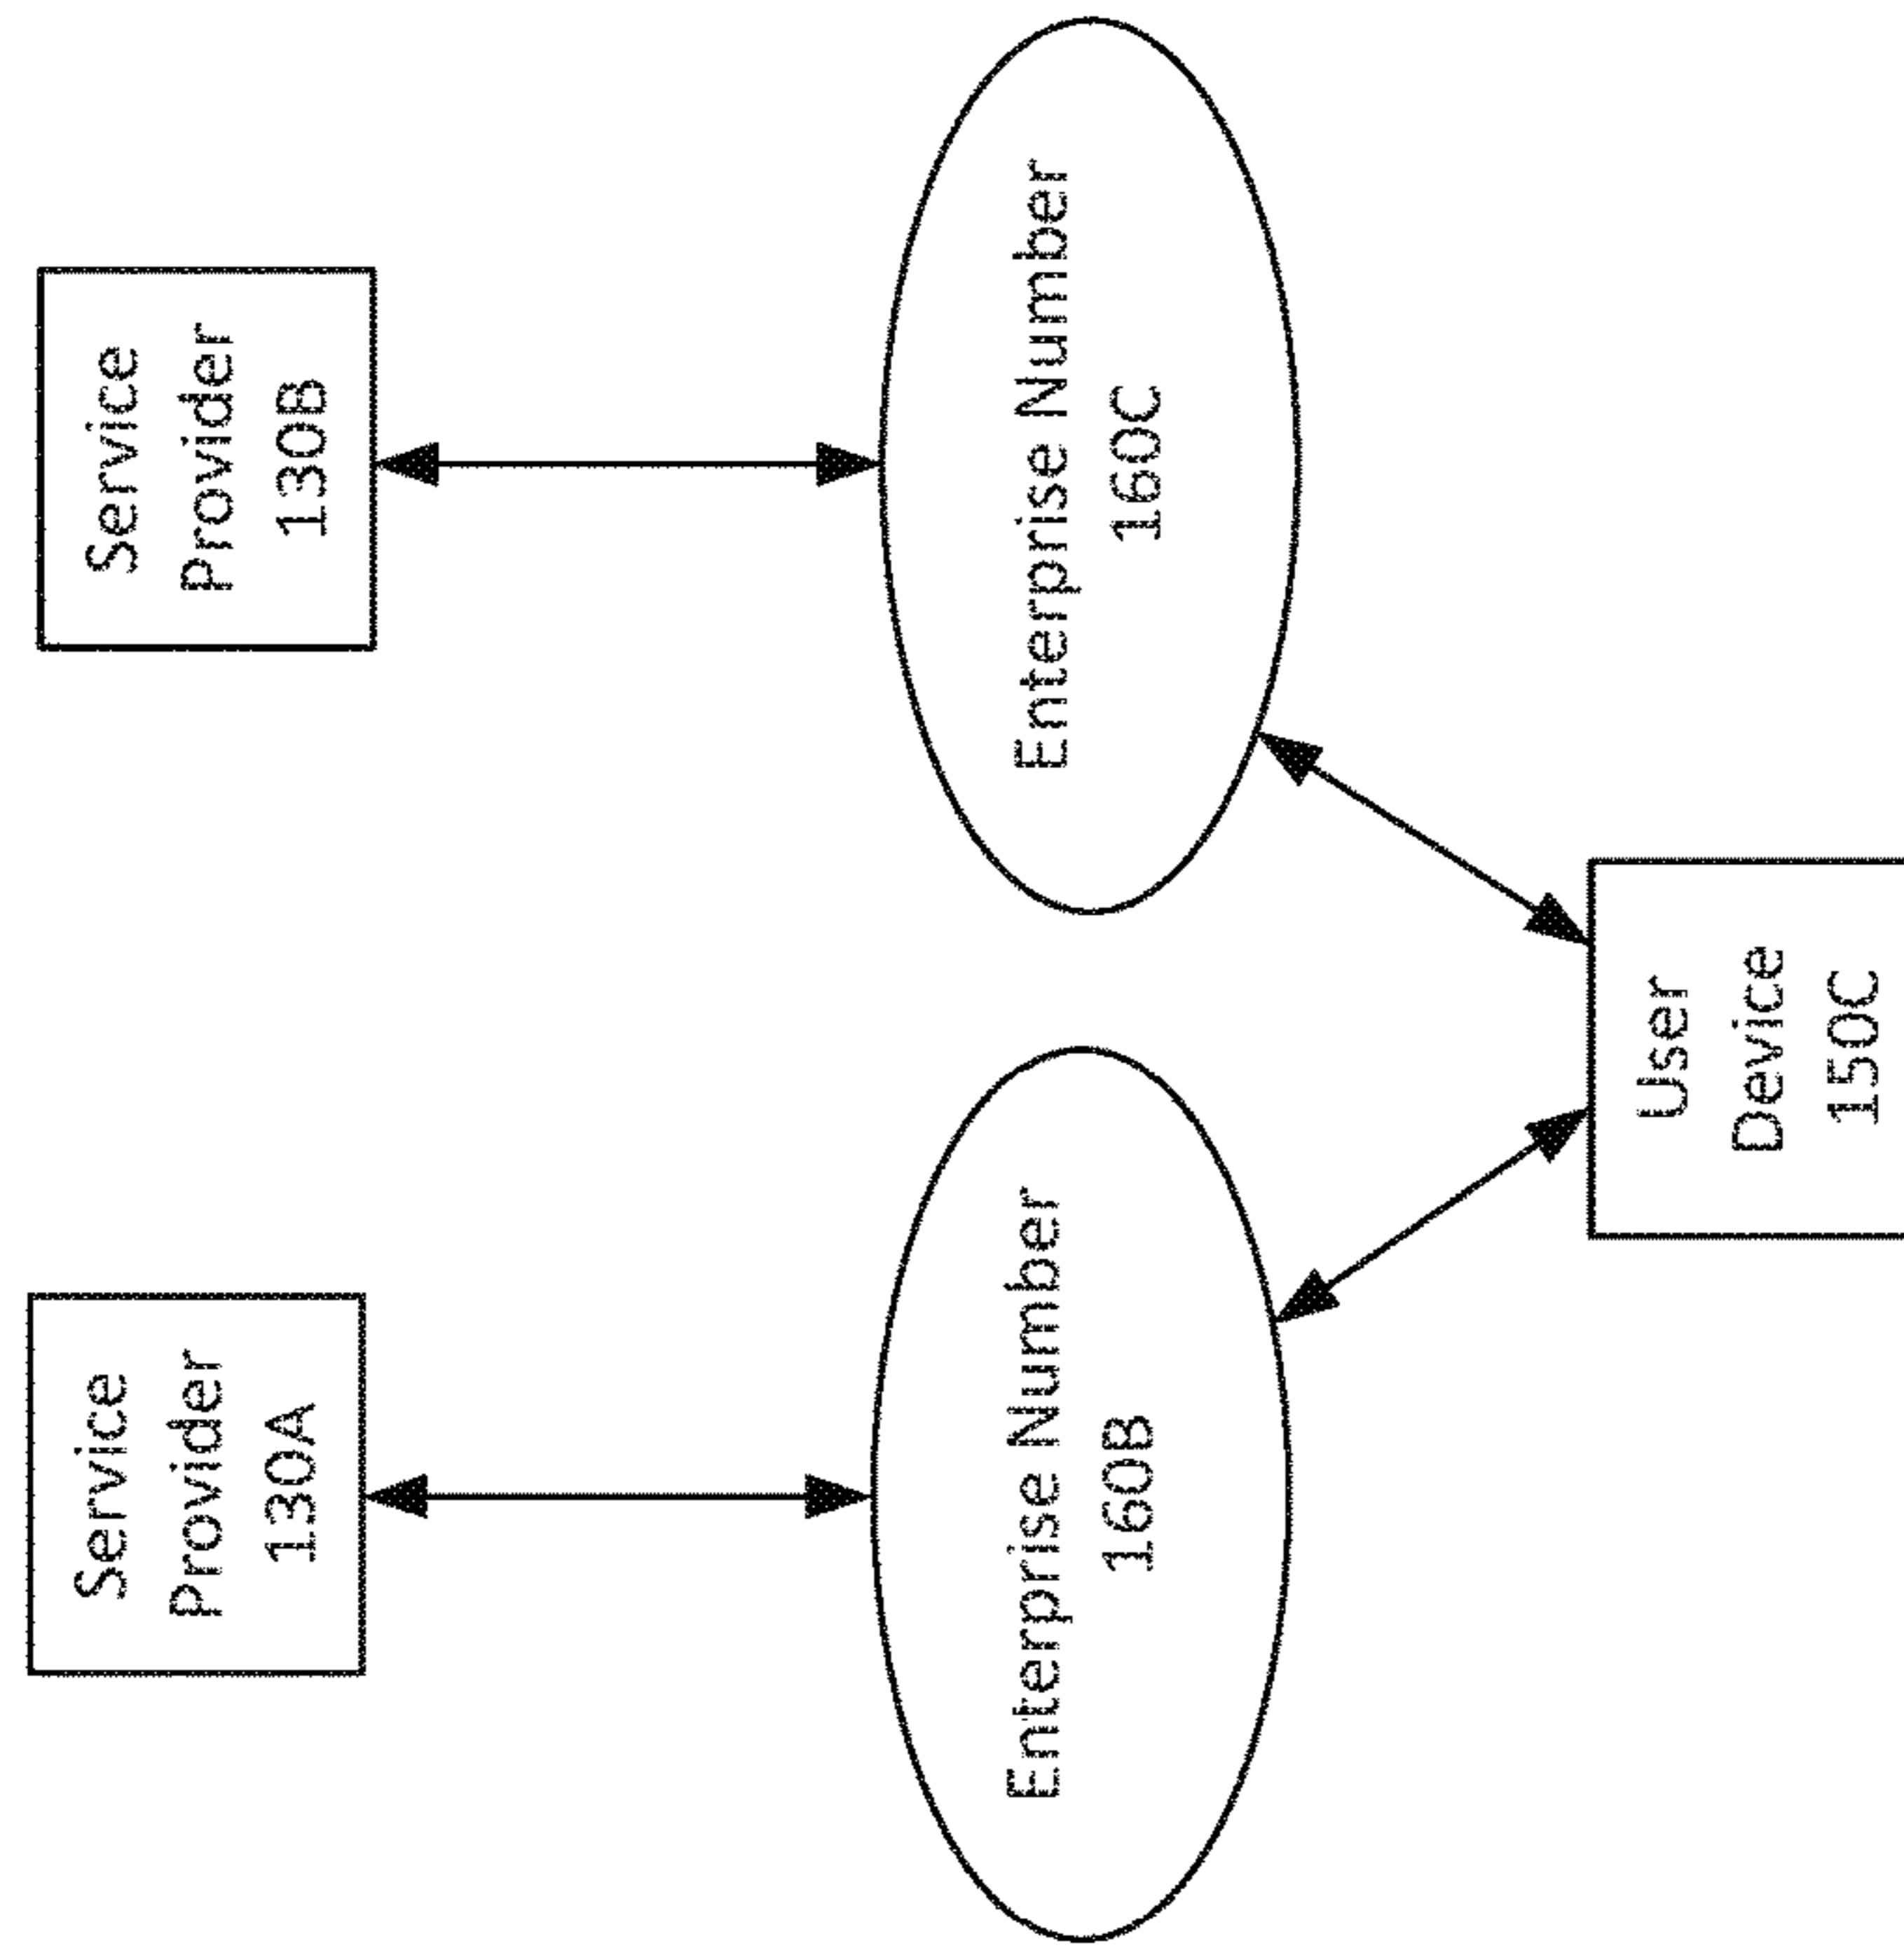 Service
Provider
130A
Service
Provider
130B
Enterprise Number
160B
Enterprise Number
160C
User
Device
150C